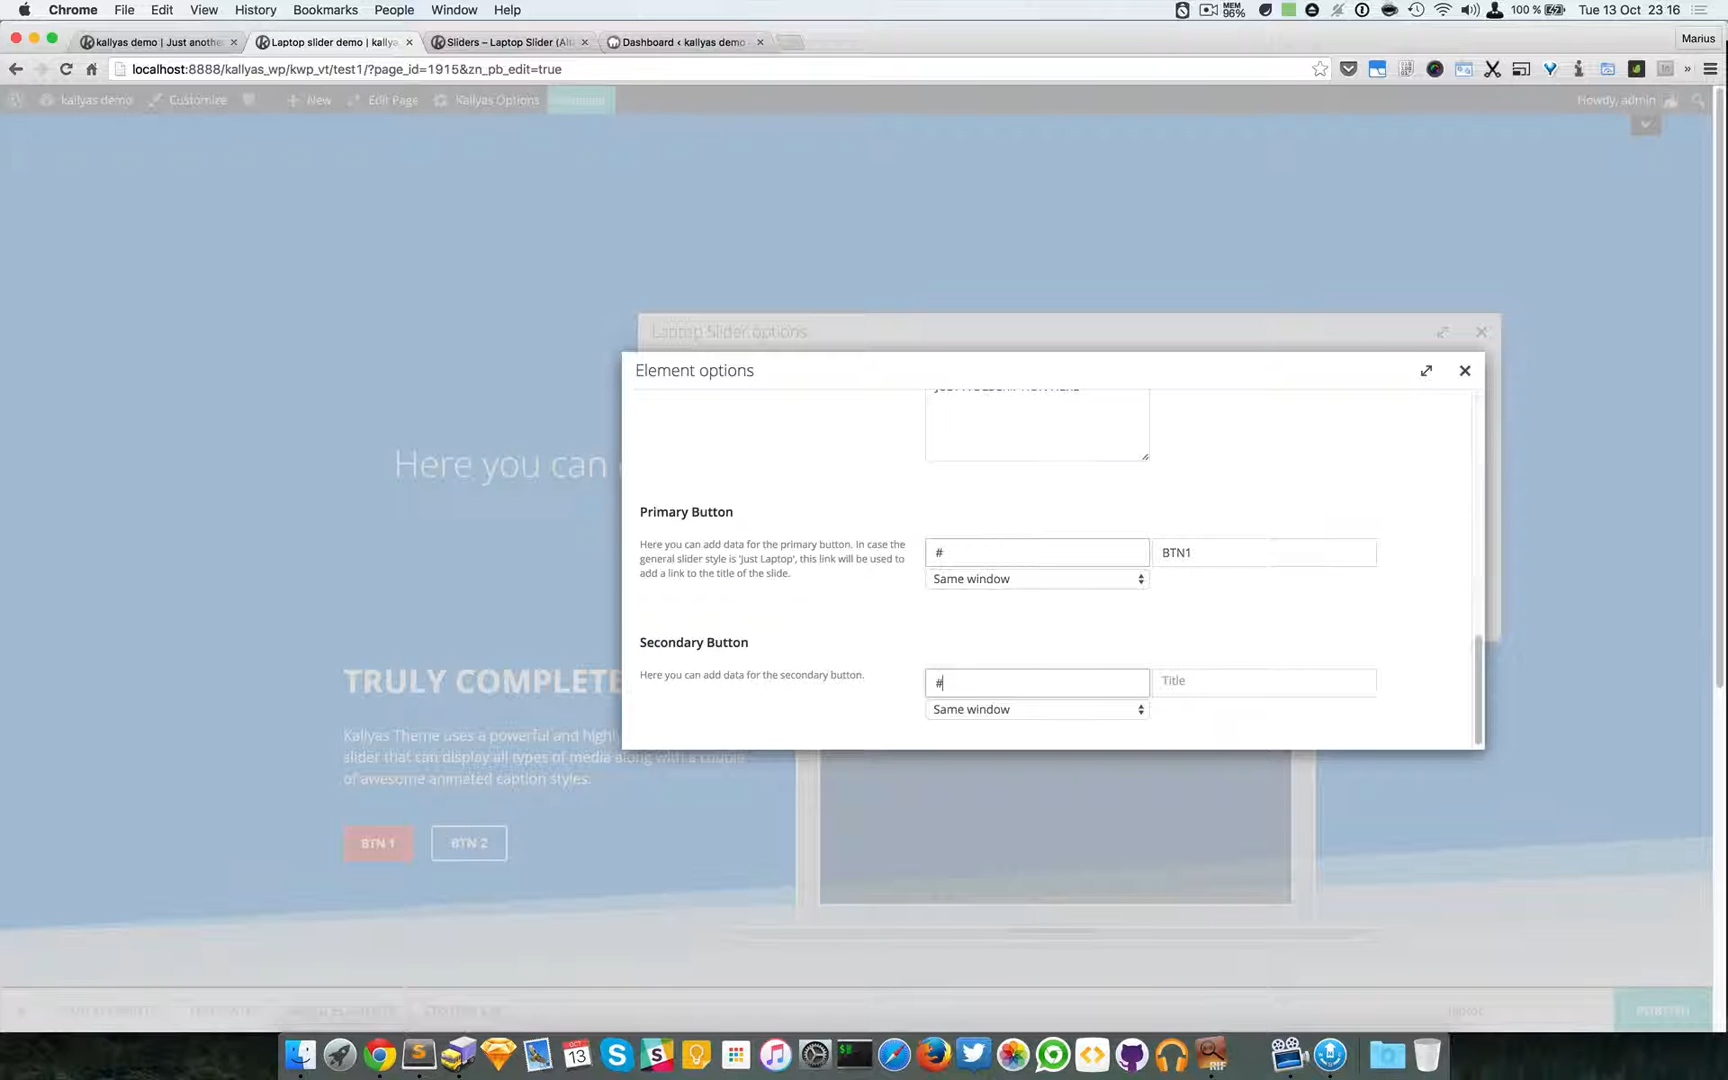 Chrome File Edit View History Bookmarks People Window Help
MEM 96% 100 % Tue 13 Oct 23:16
kallyas demo | Just anothe
Laptop slider demo | kallya
Sliders – Laptop Slider (Alt
Dashboard ‹ kallyas demo
Marius
localhost:8888/kallyas_wp/kwp_vt/test1/?page_id=1915&zn_pb_edit=true
kallyas demo Customize New Edit Page Kallyas Options Howdy, admin
Laptop Slider options
Element options
Here you can
Primary Button
Here you can add data for the primary button. In case the
general slider style is 'Just Laptop', this link will be used to
add a link to the title of the slide.
# BTN1
Same window
Secondary Button
Here you can add data for the secondary button.
# Title
Same window
TRULY COMPLETE
Kallyas Theme uses a powerful and high
slider that can display all types of media along with a couple
of awesome animated caption styles.
BTN 1 BTN 2
13